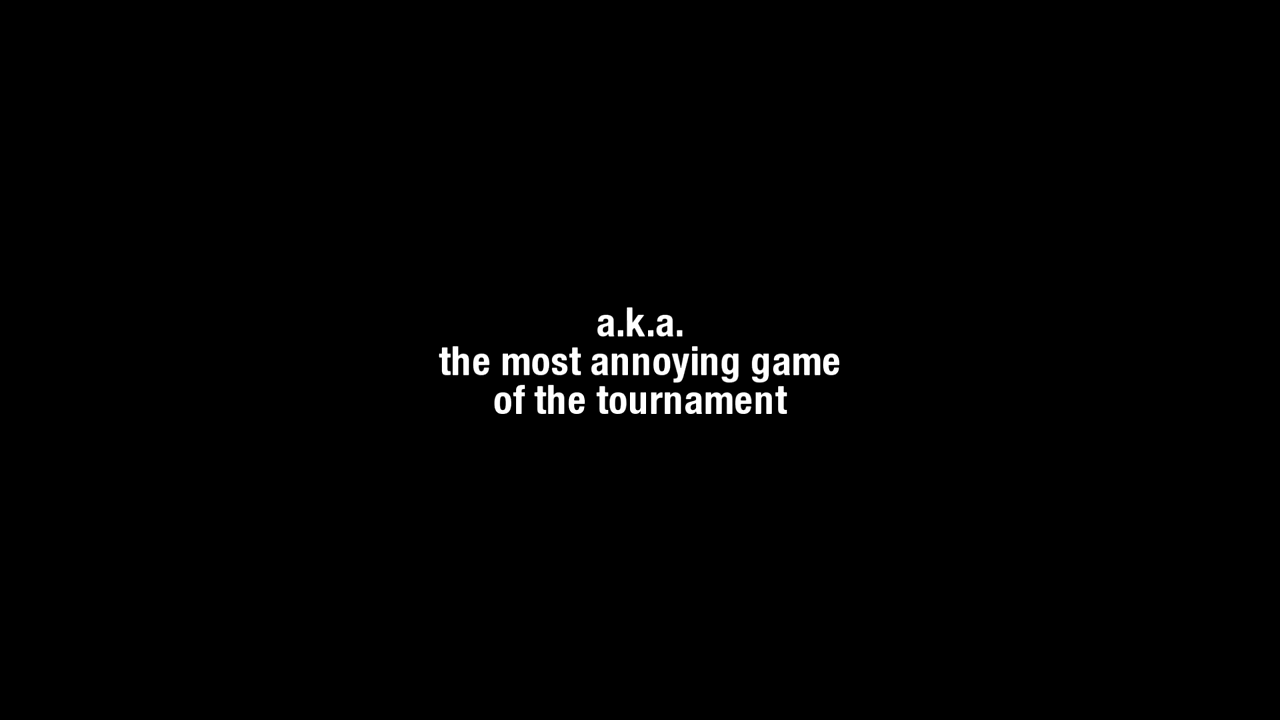 a.k.a.
the most annoying game
of the tournament